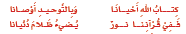 كتاب الله أحيانا وبالتوحيد أوصانا
ففي قرآننا نور يضيء ظلام دنيانا